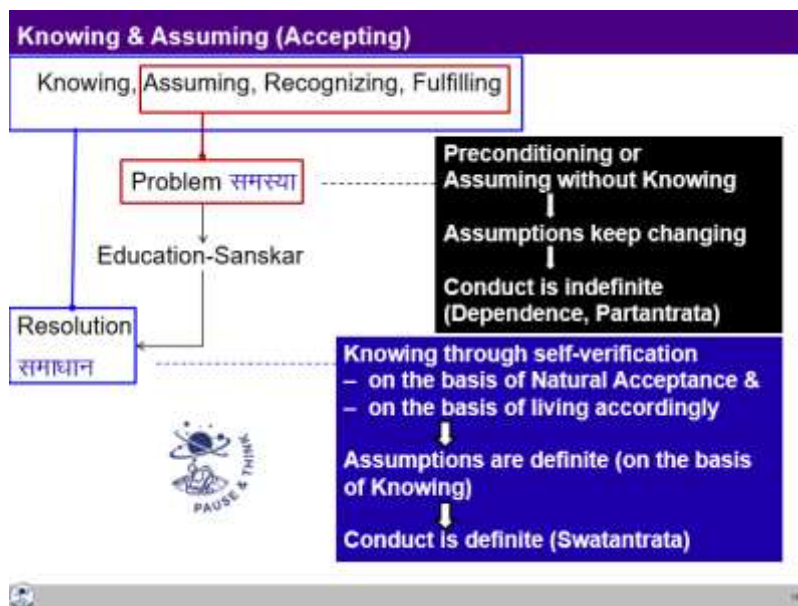 Knowing & Assuming (Accepting)
Knowing, Assuming, Recognizing, Fulfilling
Problem समस्या
Education-Sanskar
Resolution
समाधान
Preconditioning or
Assuming without Knowing
Assumptions keep changing
Conduct is indefinite
(Dependence, Partantrata)
Knowing through self-verification
– on the basis of Natural Acceptance &
– on the basis of living accordingly
Assumptions are definite (on the basis
of Knowing)
Conduct is definite (Swatantrata)
PAUSE & THINK